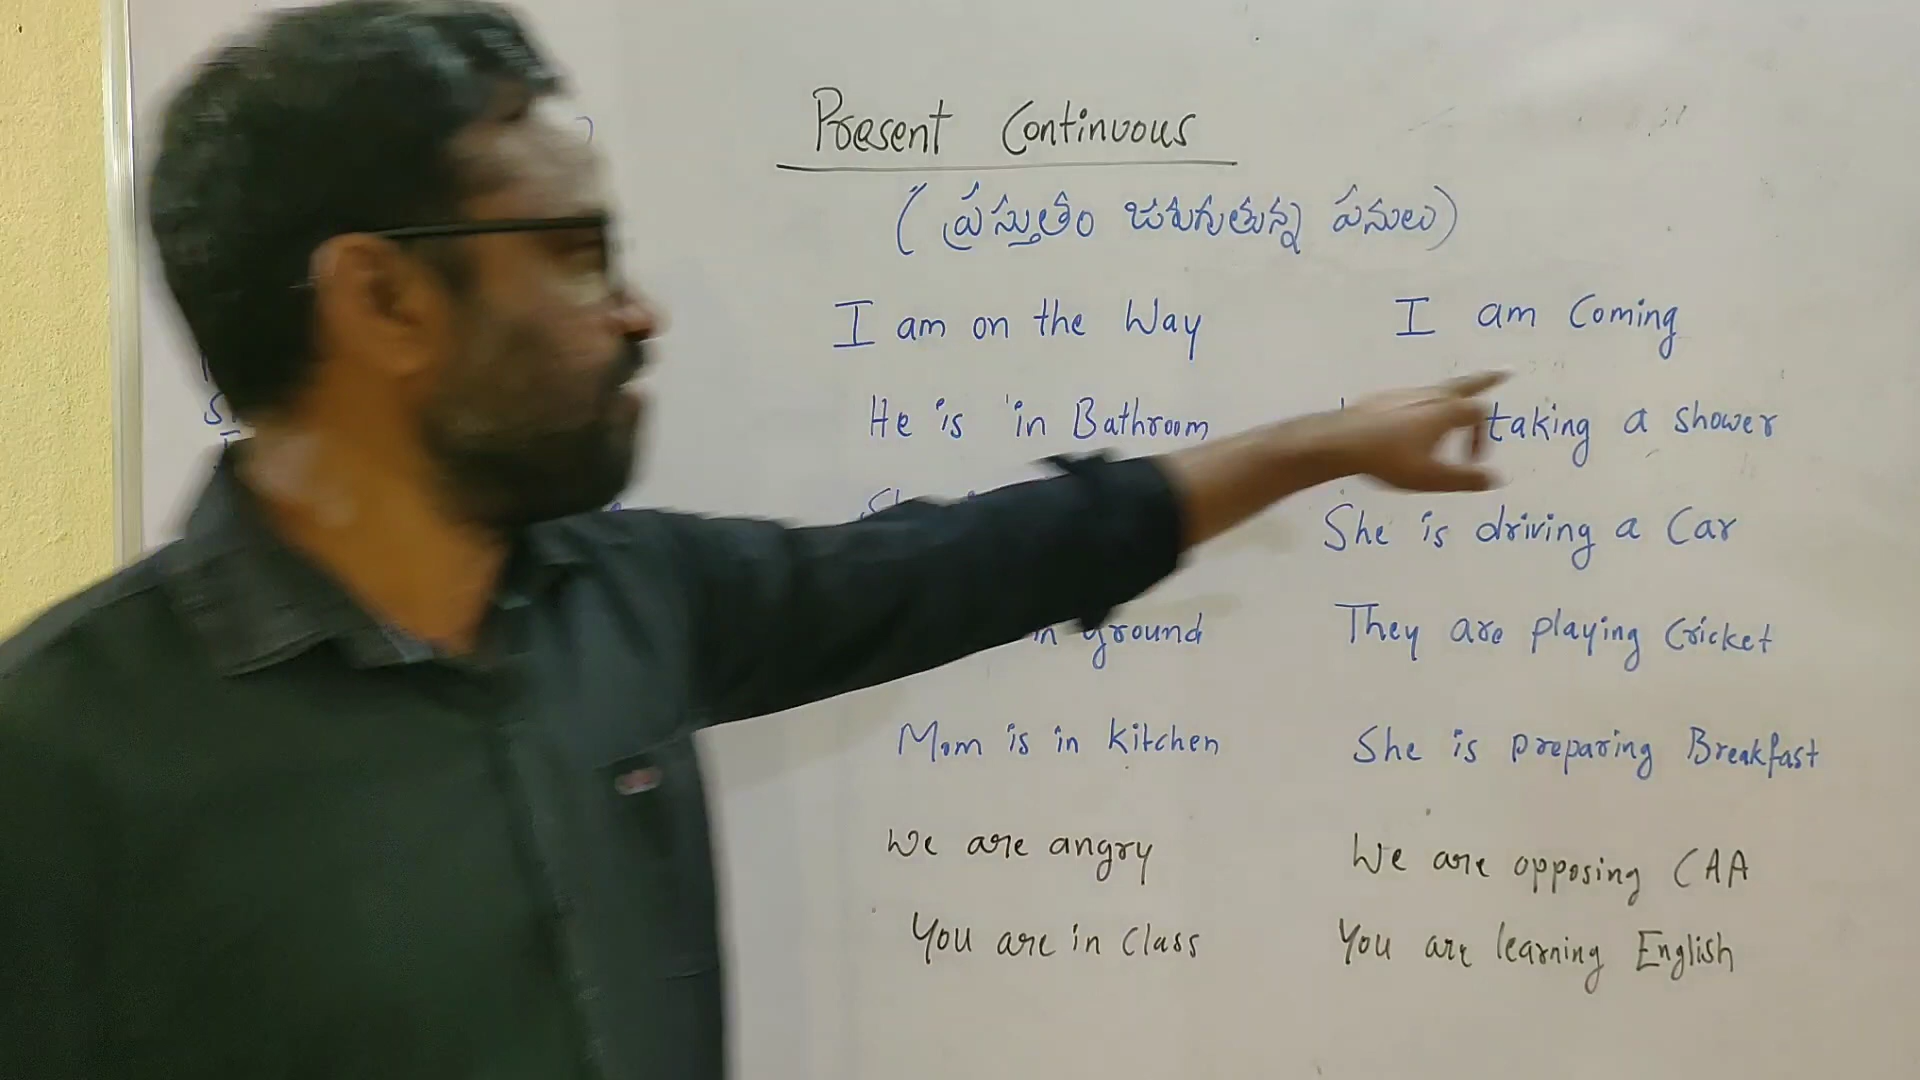 Present Continuous
(ప్రస్తుతం జరుగుతున్న పనులు)
I am on the Way
I am Coming
He is in Bathroom
taking a shower
She is driving a Car
ground
They are playing Cricket
Mom is in kitchen
She is preparing Breakfast
We are angry
We are opposing CAA
You are in class
You are learning English